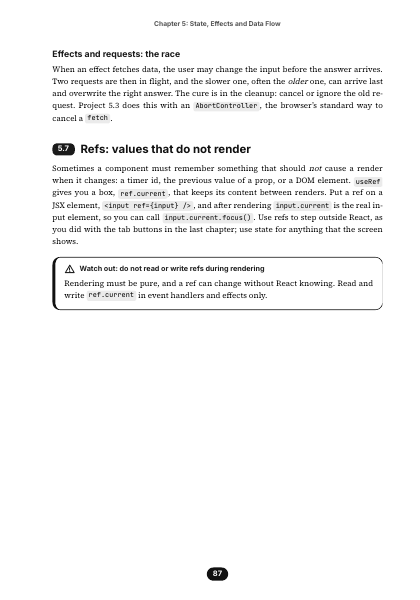 Chapter 5: State, Effects and Data Flow
Effects and requests: the race
When an effect fetches data, the user may change the input before the answer arrives.
Two requests are then in flight, and the slower one, often the older one, can arrive last
and overwrite the right answer. The cure is in the cleanup: cancel or ignore the old re-
quest. Project 5.3 does this with an AbortController, the browser's standard way to
cancel a fetch.
5.7 Refs: values that do not render
Sometimes a component must remember something that should not cause a render
when it changes: a timer id, the previous value of a prop, or a DOM element. useRef
gives you a box, ref.current, that keeps its content between renders. Put a ref on a
JSX element, <input ref={input} />, and after rendering input.current is the real in-
put element, so you can call input.current.focus(). Use refs to step outside React, as
you did with the tab buttons in the last chapter; use state for anything that the screen
shows.
Watch out: do not read or write refs during rendering
Rendering must be pure, and a ref can change without React knowing. Read and
write ref.current in event handlers and effects only.
87